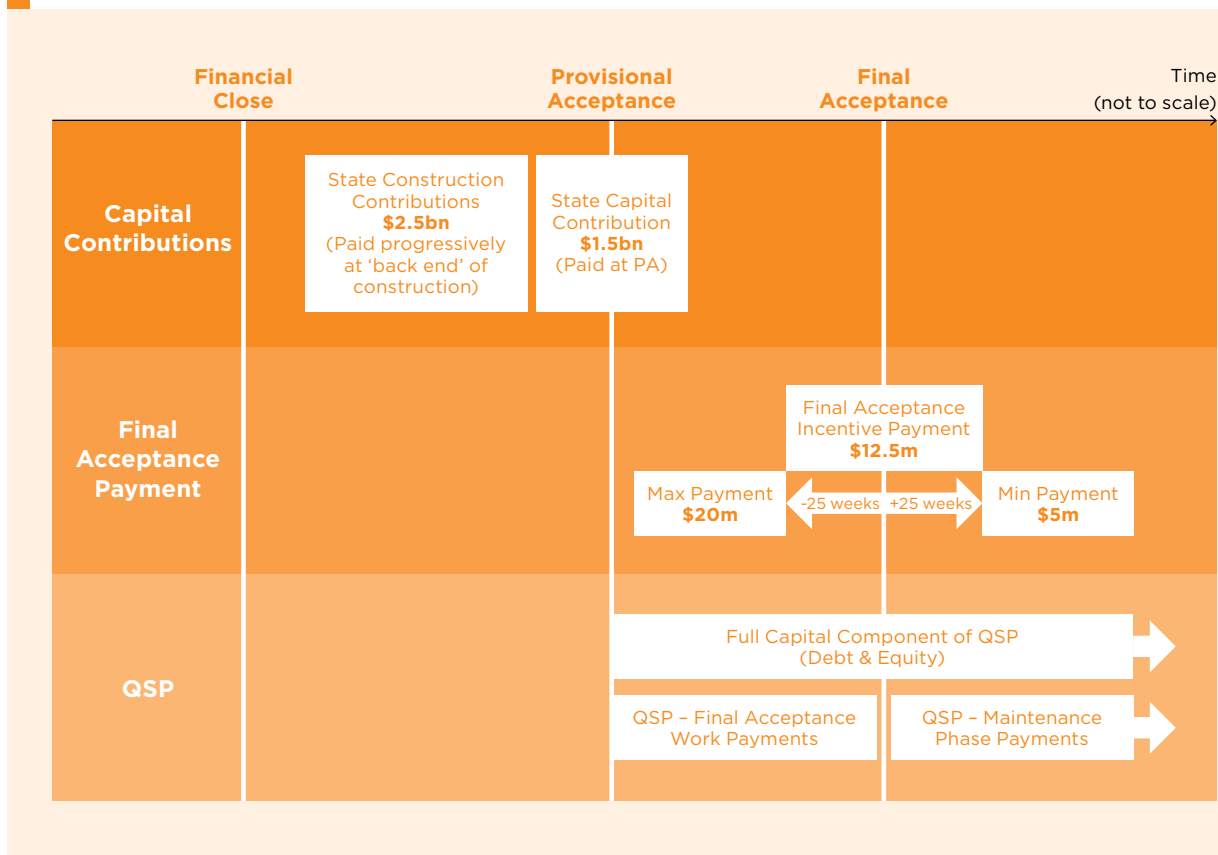 Financial
Close
Provisional
Acceptance
Final
Acceptance
Time
(not to scale)
Capital
Contributions
State Construction
Contributions
$2.5bn
(Paid progressively
at ‘back end’ of
construction)
State Capital
Contribution
$1.5bn
(Paid at PA)
Final
Acceptance
Payment
Final Acceptance
Incentive Payment
$12.5m
Max Payment
$20m
-25 weeks
+25 weeks
Min Payment
$5m
QSP
Full Capital Component of QSP
(Debt & Equity)
QSP – Final Acceptance
Work Payments
QSP – Maintenance
Phase Payments